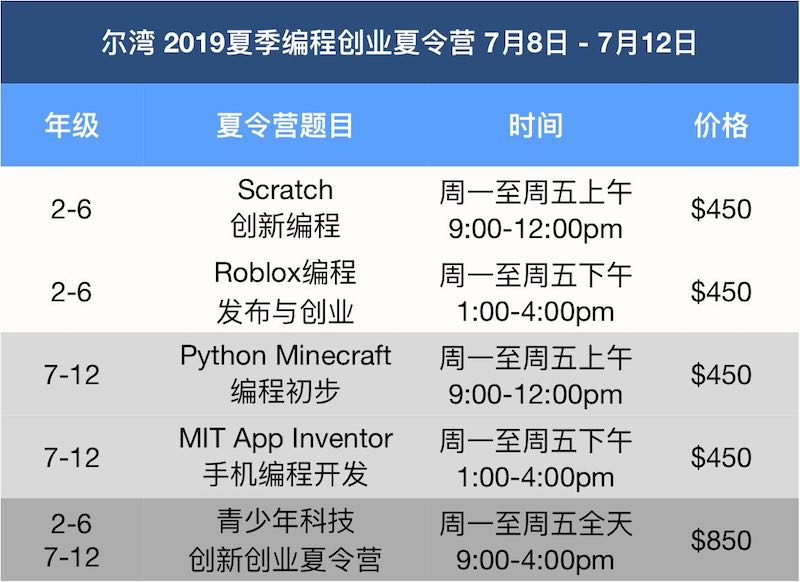 尔湾 2019夏季编程创业夏令营 7月8日 - 7月12日
年级 夏令营题目 时间 价格
2-6
Scratch
创新编程
周一至周五上午
9:00-12:00pm
$450
2-6
Roblox编程
发布与创业
周一至周五下午
1:00-4:00pm
$450
7-12
Python Minecraft
编程初步
周一至周五上午
9:00-12:00pm
$450
7-12
MIT App Inventor
手机编程开发
周一至周五下午
1:00-4:00pm
$450
2-6
7-12
青少年科技
创新创业夏令营
周一至周五全天
9:00-4:00pm
$850